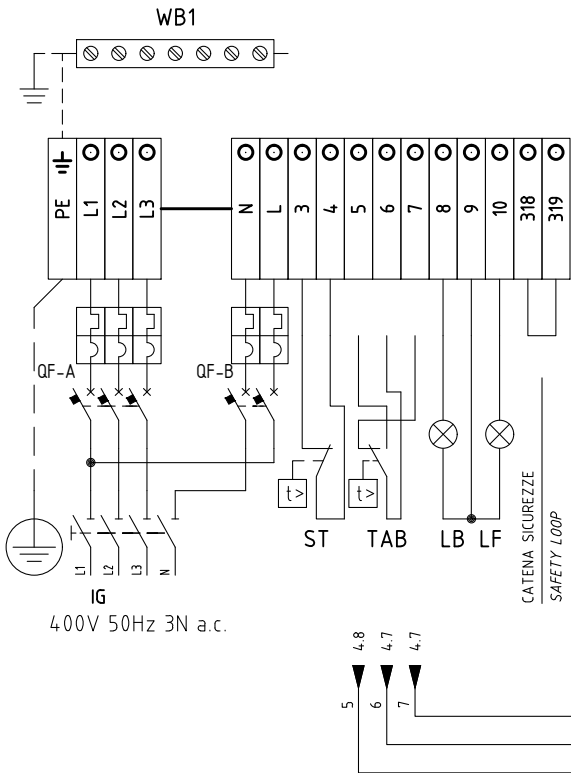 WB1
PE L1 L2 L3 N L 3 4 5 6 7 8 9 10 318 319
QF-A QF-B
t> t>
ST TAB LB LF
CATENA SICUREZZE
SAFETY LOOP
L1 L2 L3 N
IG
400V 50Hz 3N a.c.
4.8 4.7 4.7
5 6 7